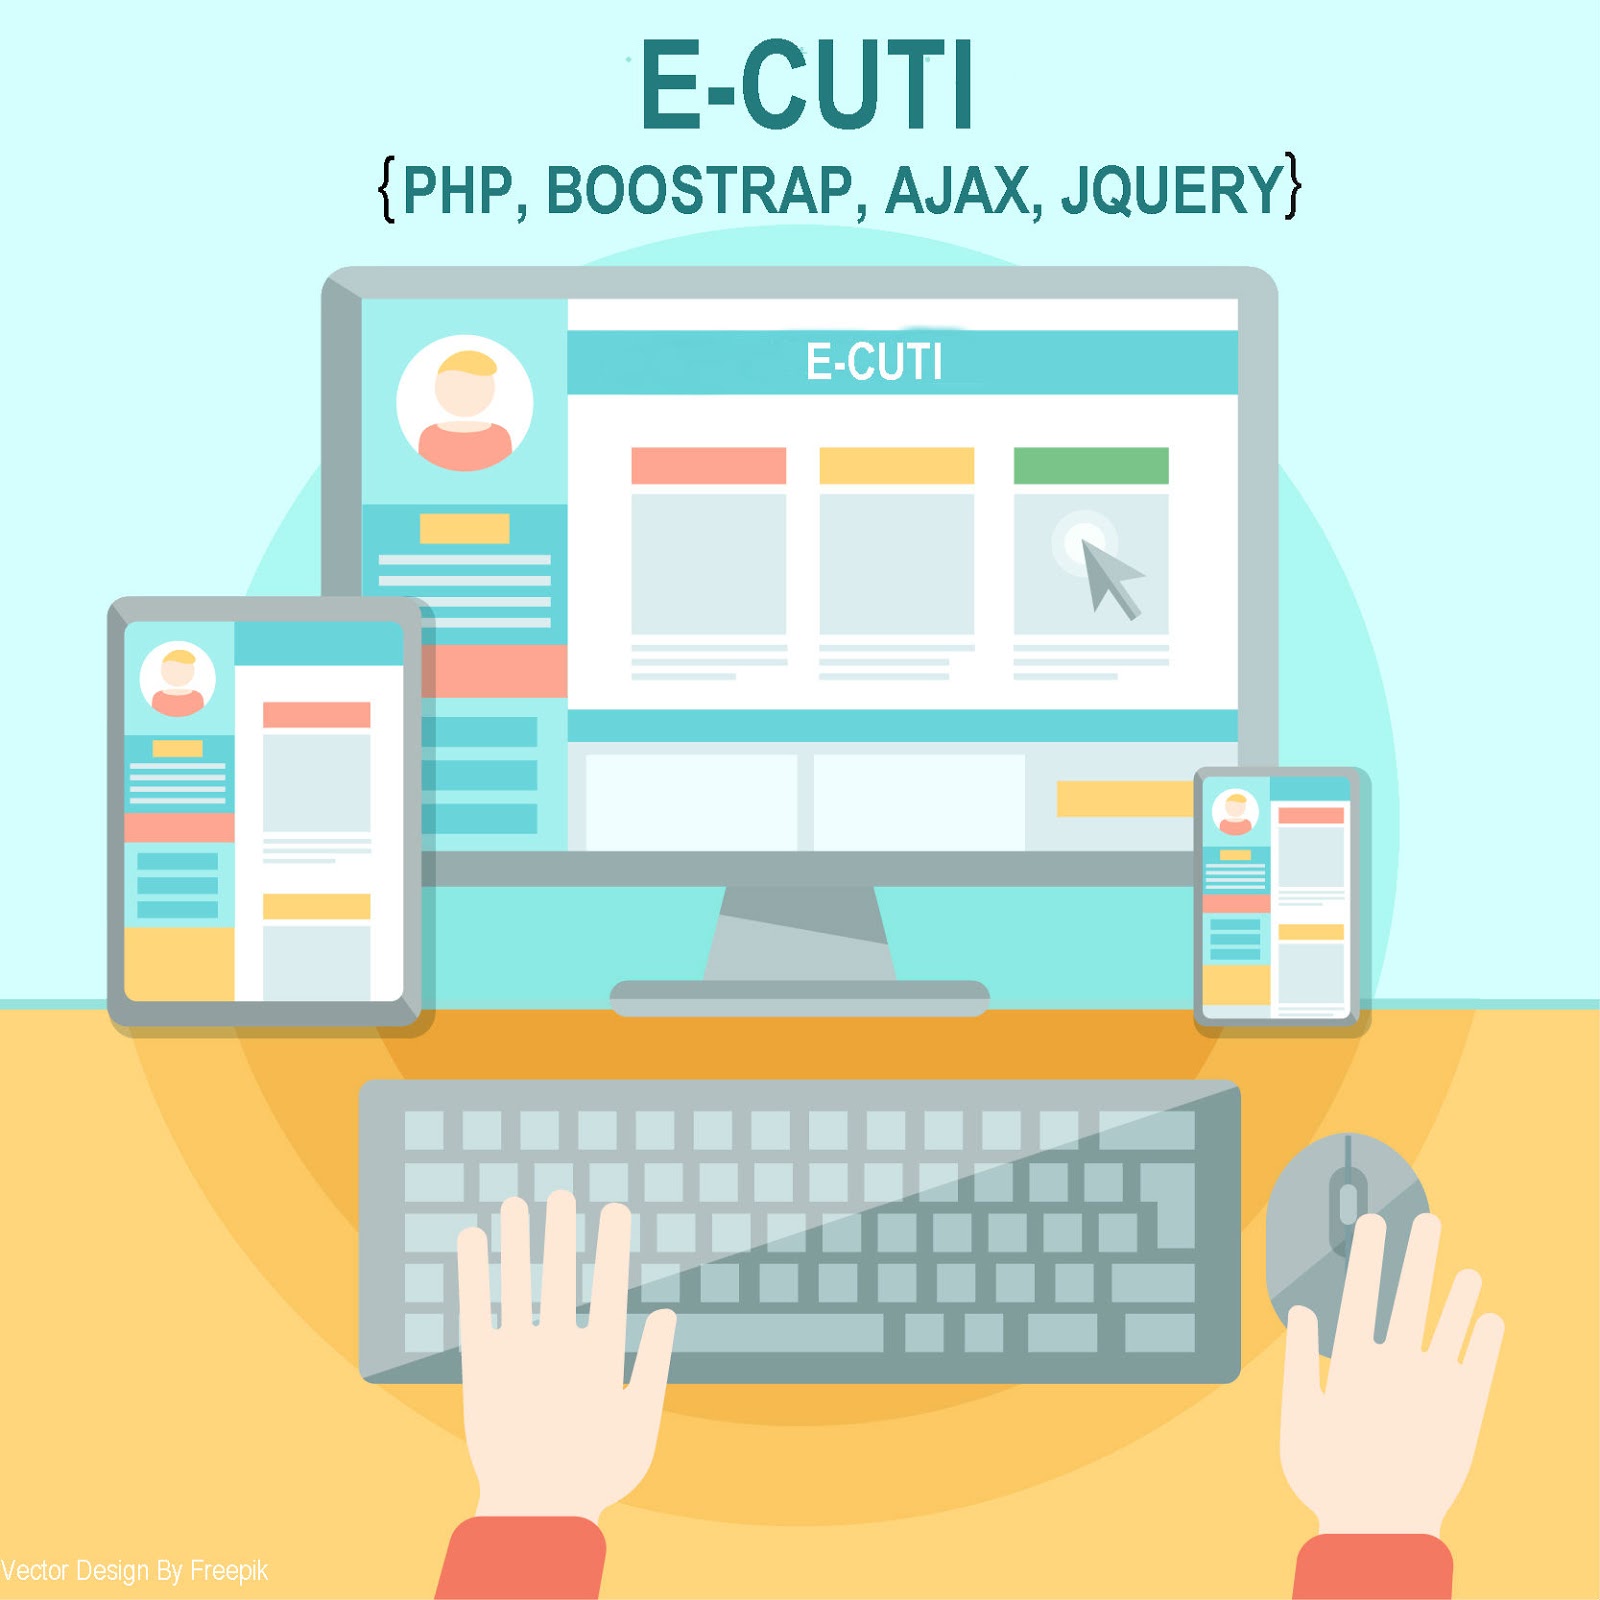 E-CUTI
{PHP, BOOSTRAP, AJAX, JQUERY}
E-CUTI
Vector Design By Freepik